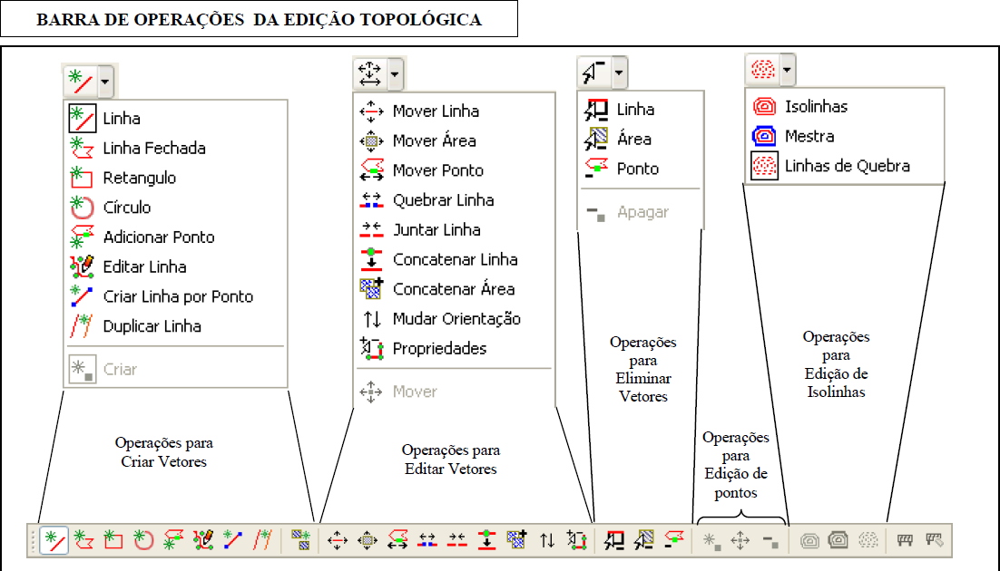 BARRA DE OPERAÇÕES DA EDIÇÃO TOPOLÓGICA
Linha
Linha Fechada
Retangulo
Círculo
Adicionar Ponto
Editar Linha
Criar Linha por Ponto
Duplicar Linha
Criar
Operações para
Criar Vetores
Mover Linha
Mover Área
Mover Ponto
Quebrar Linha
Juntar Linha
Concatenar Linha
Concatenar Área
Mudar Orientação
Propriedades
Mover
Operações para
Editar Vetores
Linha
Área
Ponto
Apagar
Operações
para
Eliminar
Vetores
Operações
para
Edição de
pontos
Isolinhas
Mestra
Linhas de Quebra
Operações
para
Edição de
Isolinhas